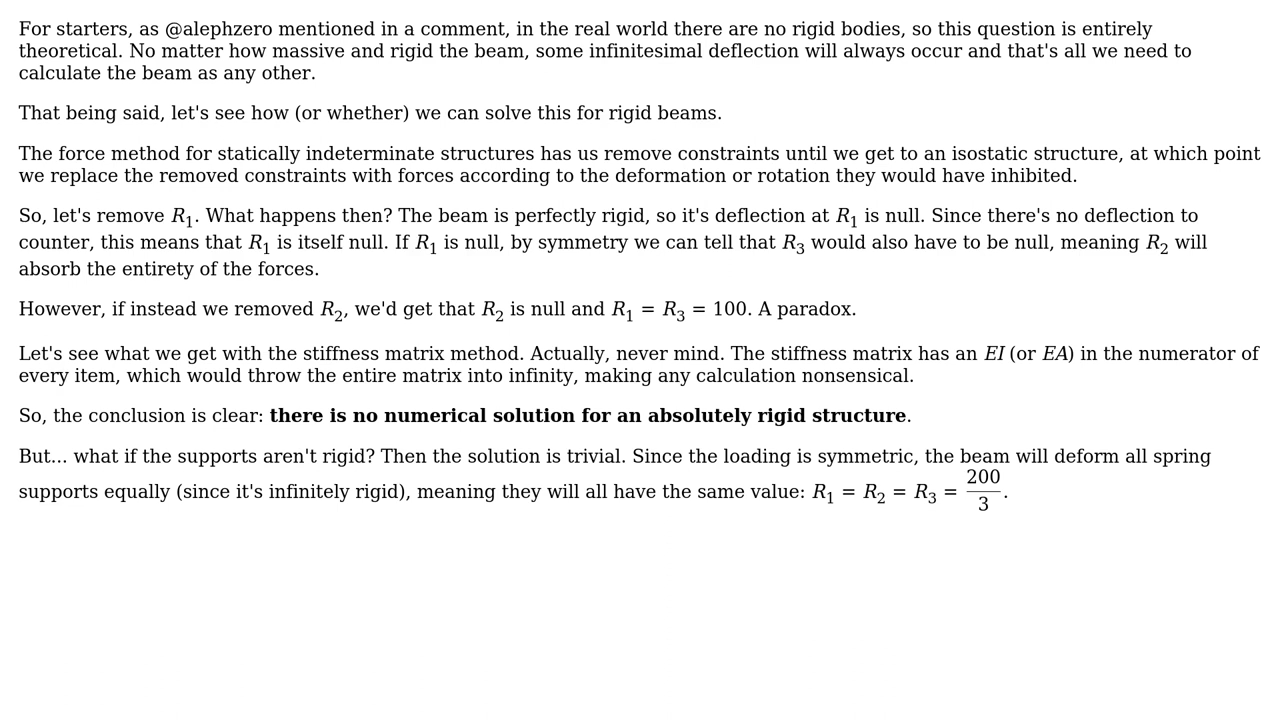 For starters, as @alephzero mentioned in a comment, in the real world there are no rigid bodies, so this question is entirely
theoretical. No matter how massive and rigid the beam, some infinitesimal deflection will always occur and that's all we need to
calculate the beam as any other.
That being said, let's see how (or whether) we can solve this for rigid beams.
The force method for statically indeterminate structures has us remove constraints until we get to an isostatic structure, at which point
we replace the removed constraints with forces according to the deformation or rotation they would have inhibited.
So, let's remove R₁. What happens then? The beam is perfectly rigid, so it's deflection at R₁ is null. Since there's no deflection to
counter, this means that R₁ is itself null. If R₁ is null, by symmetry we can tell that R₃ would also have to be null, meaning R₂ will
absorb the entirety of the forces.
However, if instead we removed R₂, we'd get that R₂ is null and R₁ = R₃ = 100. A paradox.
Let's see what we get with the stiffness matrix method. Actually, never mind. The stiffness matrix has an EI (or EA) in the numerator of
every item, which would throw the entire matrix into infinity, making any calculation nonsensical.
So, the conclusion is clear: there is no numerical solution for an absolutely rigid structure.
But... what if the supports aren't rigid? Then the solution is trivial. Since the loading is symmetric, the beam will deform all spring
supports equally (since it's infinitely rigid), meaning they will all have the same value: R₁ = R₂ = R₃ = 200/3.